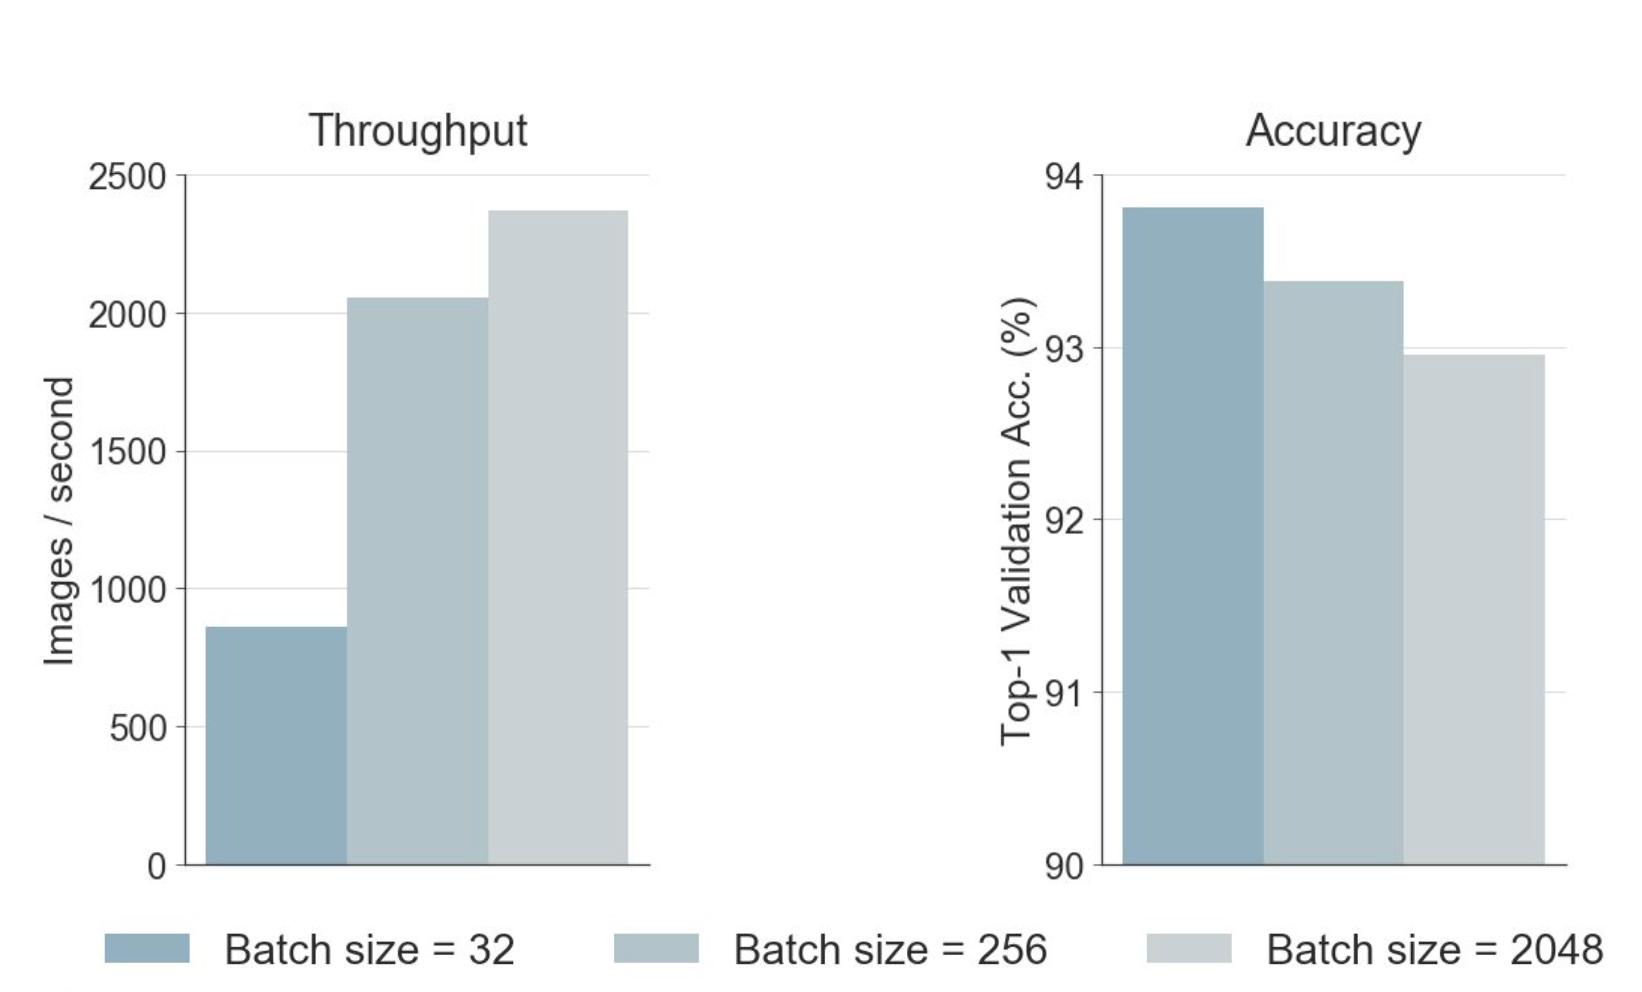 Throughput
2500
2000
1500
1000
500
0
Images / second
Accuracy
94
93
92
91
90
Top-1 Validation Acc. (%)
Batch size = 32
Batch size = 256
Batch size = 2048